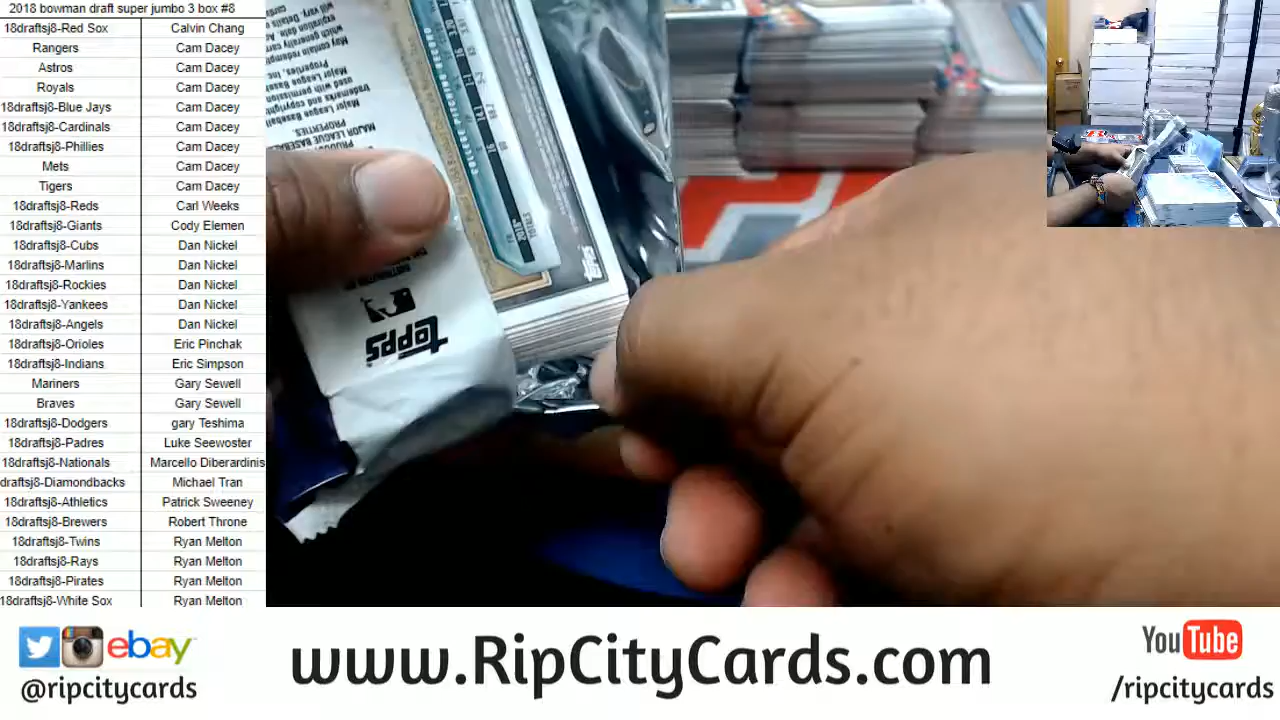 2018 bowman draft super jumbo 3 box #8
18draftsj8-Red Sox Calvin Chang
Rangers Cam Dacey
Astros Cam Dacey
Royals Cam Dacey
18draftsj8-Blue Jays Cam Dacey
18draftsj8-Cardinals Cam Dacey
18draftsj8-Phillies Cam Dacey
Mets Cam Dacey
Tigers Cam Dacey
18draftsj8-Reds Carl Weeks
18draftsj8-Giants Cody Elemen
18draftsj8-Cubs Dan Nickel
18draftsj8-Marlins Dan Nickel
18draftsj8-Rockies Dan Nickel
18draftsj8-Yankees Dan Nickel
18draftsj8-Angels Dan Nickel
18draftsj8-Orioles Eric Pinchak
18draftsj8-Indians Eric Simpson
Mariners Gary Sewell
Braves Gary Sewell
18draftsj8-Dodgers gary Teshima
18draftsj8-Padres Luke Seewoster
18draftsj8-Nationals Marcello Diberardinis
draftsj8-Diamondbacks Michael Tran
18draftsj8-Athletics Patrick Sweeney
18draftsj8-Brewers Robert Throne
18draftsj8-Twins Ryan Melton
18draftsj8-Rays Ryan Melton
18draftsj8-Pirates Ryan Melton
18draftsj8-White Sox Ryan Melton
topps
Topps
COLLEGE PITCHING RECORD
TOTALS
ebay
@ripcitycards
www.RipCityCards.com
YouTube
/ripcitycards